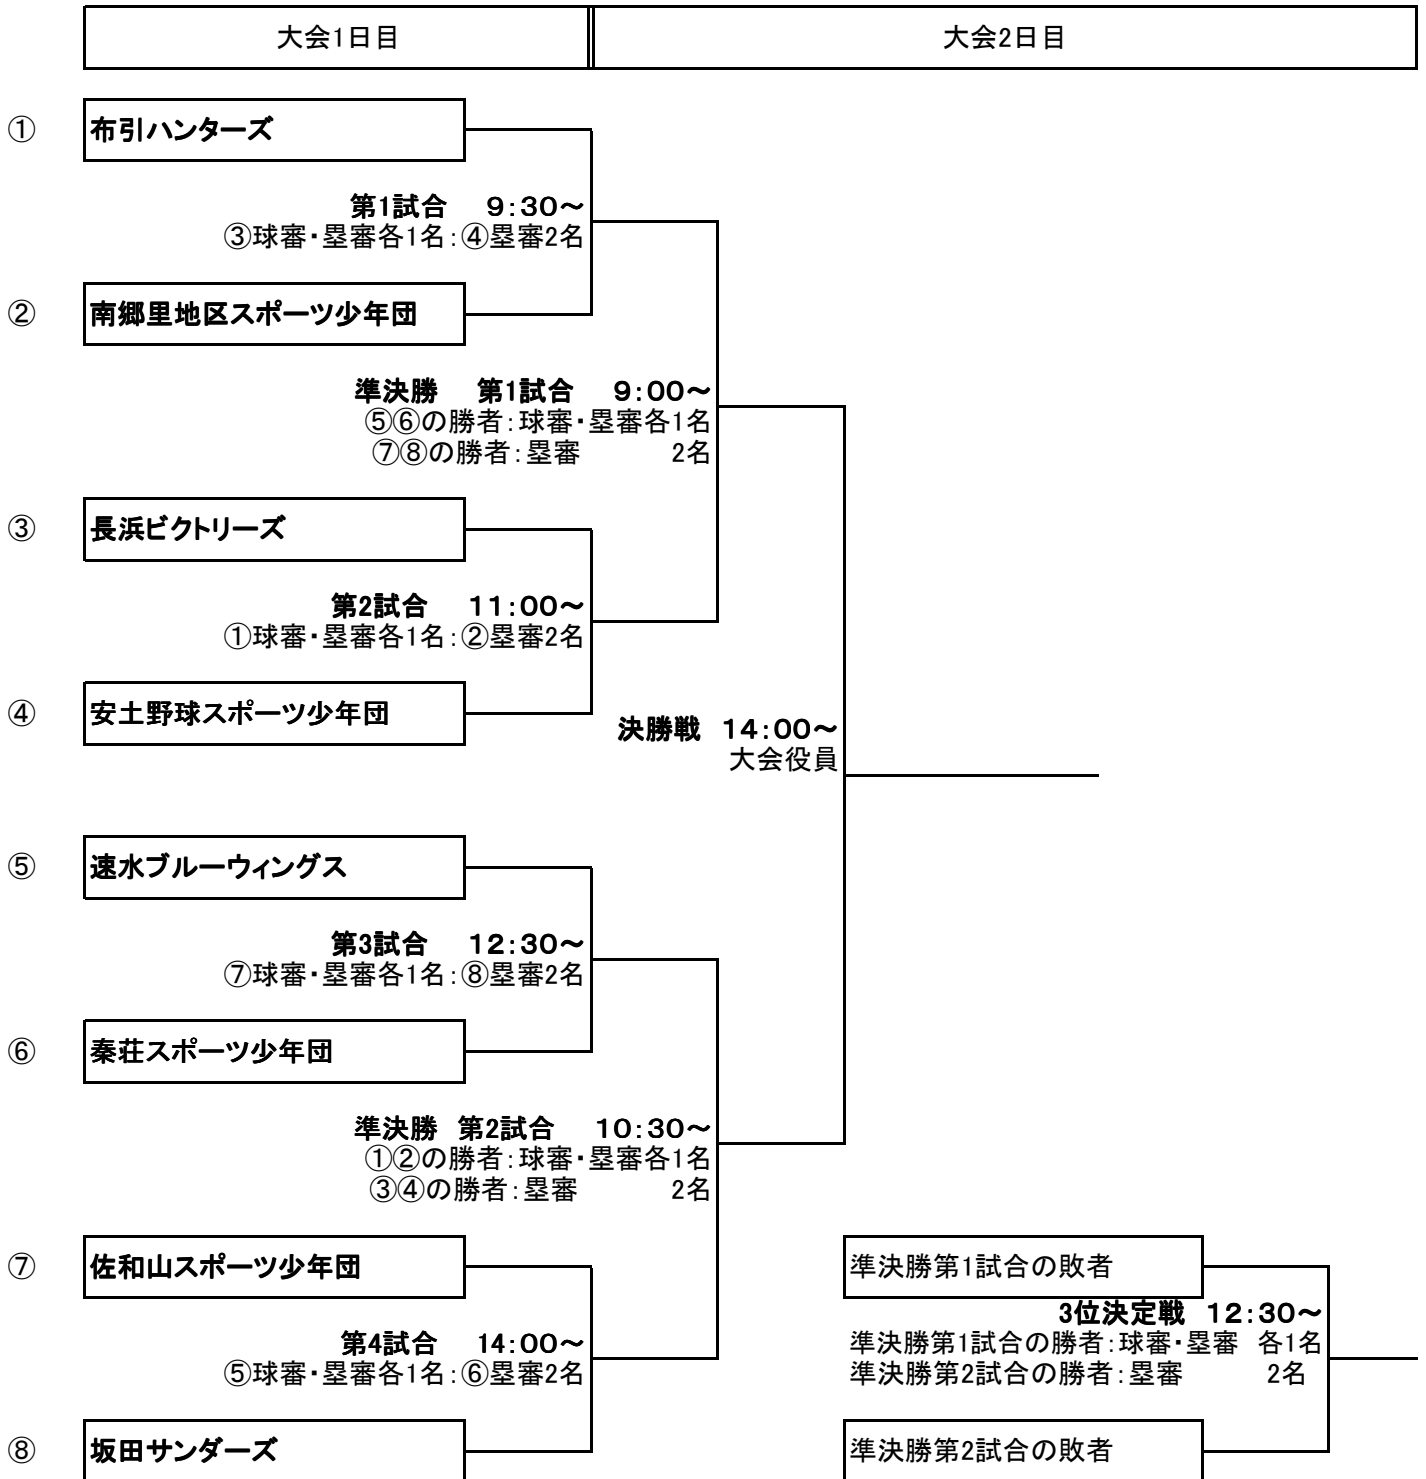 大会1日目
大会2日目
① 布引ハンターズ
第1試合 9:30～
③球審・塁審各1名:④塁審2名
② 南郷里地区スポーツ少年団
準決勝 第1試合 9:00～
⑤⑥の勝者:球審・塁審各1名
⑦⑧の勝者:塁審 2名
③ 長浜ビクトリーズ
第2試合 11:00～
①球審・塁審各1名:②塁審2名
④ 安土野球スポーツ少年団
決勝戦 14:00～
大会役員
⑤ 速水ブルーウィングス
第3試合 12:30～
⑦球審・塁審各1名:⑧塁審2名
⑥ 秦荘スポーツ少年団
準決勝 第2試合 10:30～
①②の勝者:球審・塁審各1名
③④の勝者:塁審 2名
⑦ 佐和山スポーツ少年団
第4試合 14:00～
⑤球審・塁審各1名:⑥塁審2名
⑧ 坂田サンダーズ
準決勝第1試合の敗者
3位決定戦 12:30～
準決勝第1試合の勝者:球審・塁審 各1名
準決勝第2試合の勝者:塁審 2名
準決勝第2試合の敗者